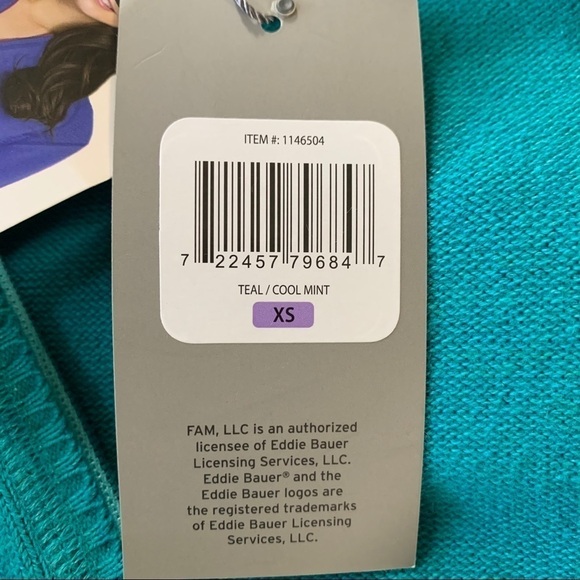 ITEM #: 1146504
7 22457 79684 7
TEAL / COOL MINT
XS
FAM, LLC is an authorized
licensee of Eddie Bauer
Licensing Services, LLC.
Eddie Bauer® and the
Eddie Bauer logos are
the registered trademarks
of Eddie Bauer Licensing
Services, LLC.